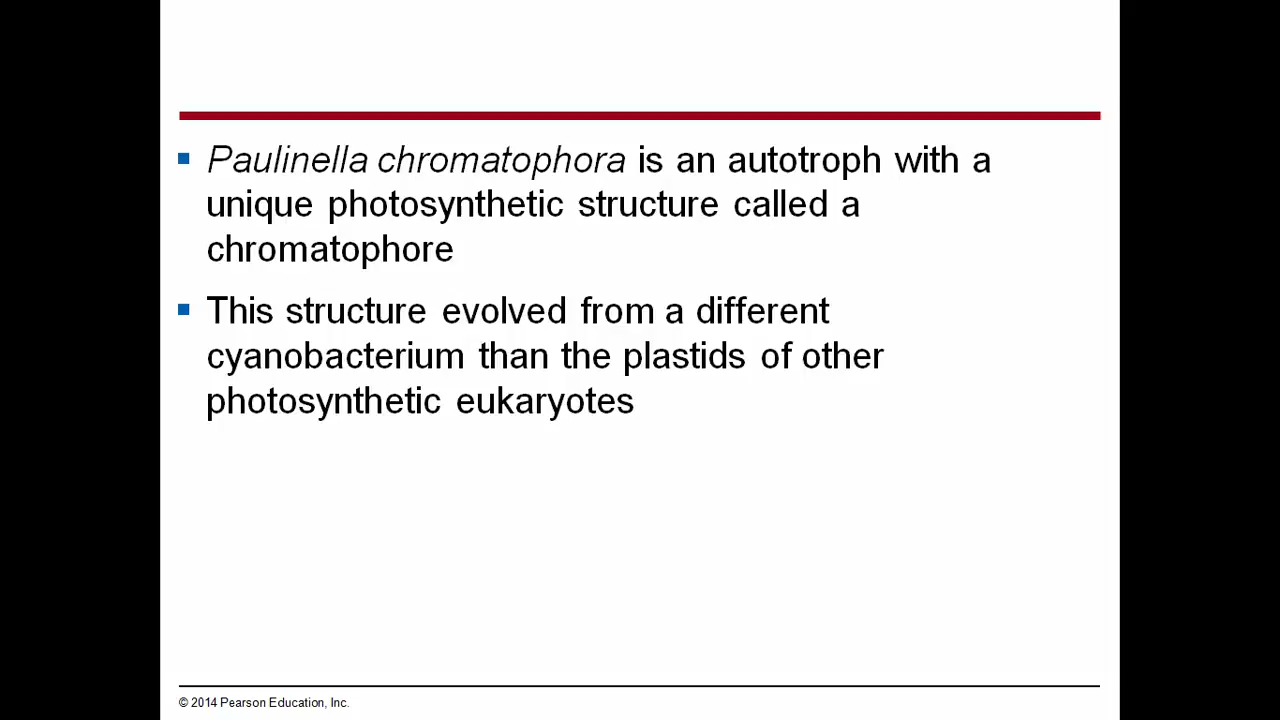 Paulinella chromatophora is an autotroph with a
unique photosynthetic structure called a
chromatophore
This structure evolved from a different
cyanobacterium than the plastids of other
photosynthetic eukaryotes
© 2014 Pearson Education, Inc.